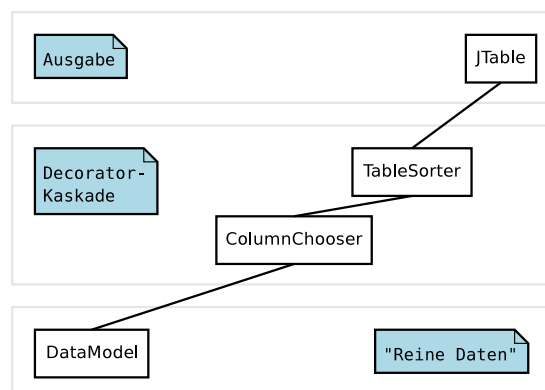 Ausgabe
JTable
Decorator-
Kaskade
TableSorter
ColumnChooser
DataModel
"Reine Daten"